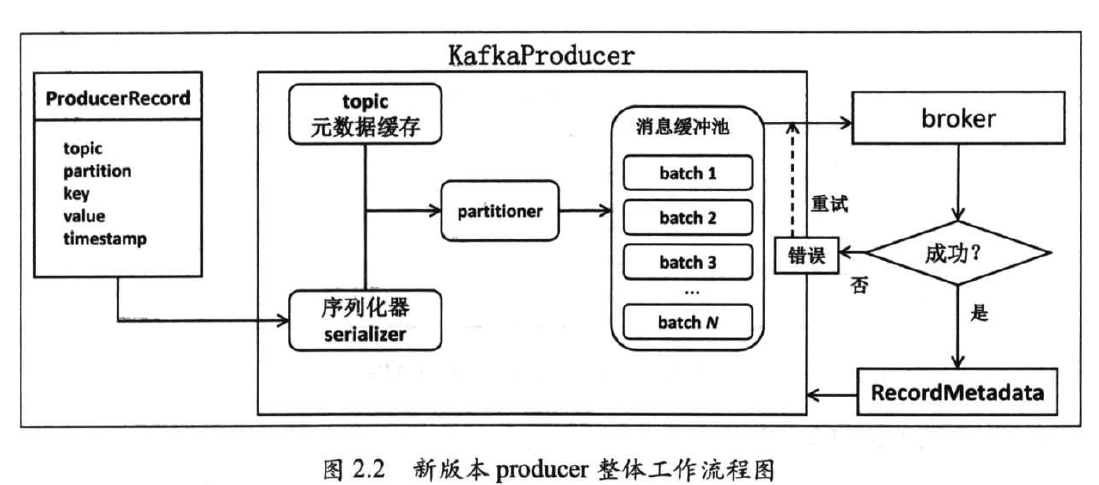 KafkaProducer
ProducerRecord
topic
partition
key
value
timestamp
topic
元数据缓存
序列化器
serializer
partitioner
消息缓冲池
batch 1
batch 2
batch 3
...
batch N
broker
重试
错误
成功?
否
是
RecordMetadata
图 2.2 新版本 producer 整体工作流程图